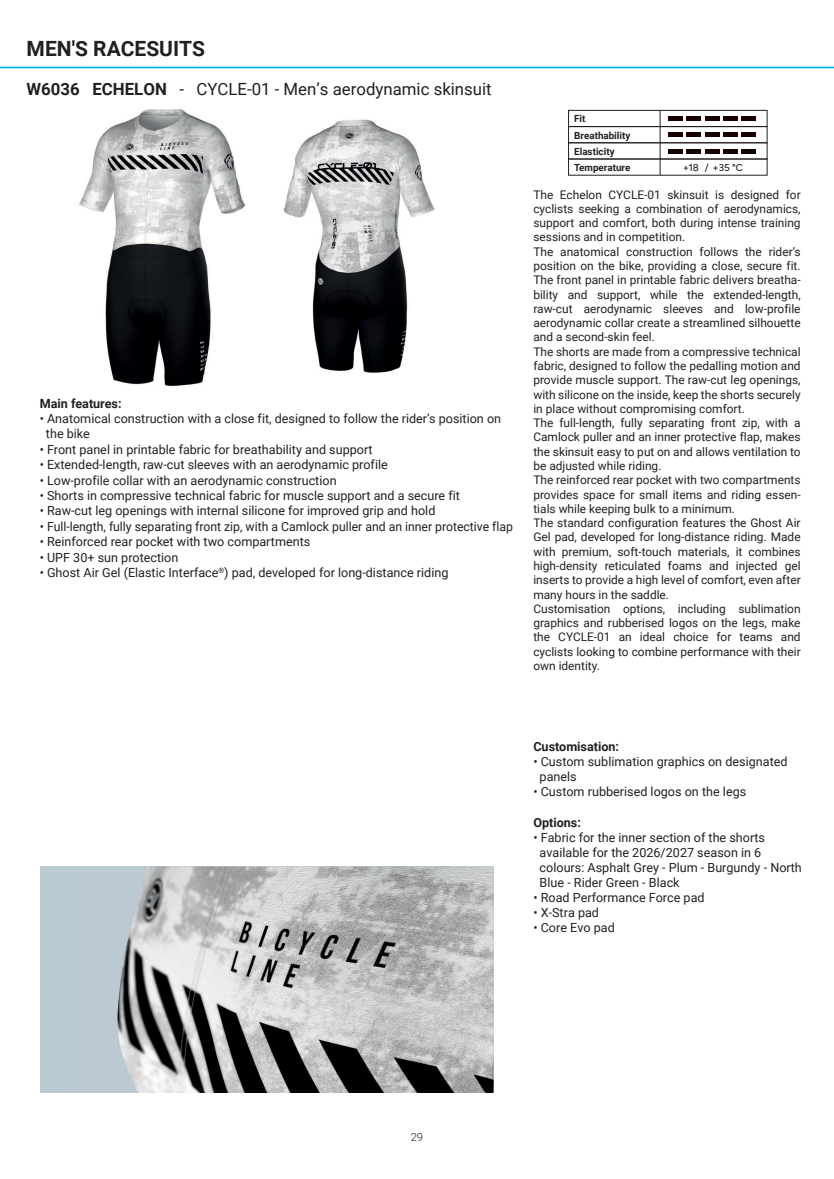 MEN'S RACESUITS
W6036 ECHELON - CYCLE-01 - Men's aerodynamic skinsuit
BICYCLE
LINE
CYCLE-01
CYCLE-01
BICYCLE
Fit
Breathability
Elasticity
Temperature +18 / +35 °C
Main features:
• Anatomical construction with a close fit, designed to follow the rider's position on
the bike
• Front panel in printable fabric for breathability and support
• Extended-length, raw-cut sleeves with an aerodynamic profile
• Low-profile collar with an aerodynamic construction
• Shorts in compressive technical fabric for muscle support and a secure fit
• Raw-cut leg openings with internal silicone for improved grip and hold
• Full-length, fully separating front zip, with a Camlock puller and an inner protective flap
• Reinforced rear pocket with two compartments
• UPF 30+ sun protection
• Ghost Air Gel (Elastic Interface®) pad, developed for long-distance riding
The Echelon CYCLE-01 skinsuit is designed for
cyclists seeking a combination of aerodynamics,
support and comfort, both during intense training
sessions and in competition.
The anatomical construction follows the rider's
position on the bike, providing a close, secure fit.
The front panel in printable fabric delivers breatha-
bility and support, while the extended-length,
raw-cut aerodynamic sleeves and low-profile
aerodynamic collar create a streamlined silhouette
and a second-skin feel.
The shorts are made from a compressive technical
fabric, designed to follow the pedalling motion and
provide muscle support. The raw-cut leg openings,
with silicone on the inside, keep the shorts securely
in place without compromising comfort.
The full-length, fully separating front zip, with a
Camlock puller and an inner protective flap, makes
the skinsuit easy to put on and allows ventilation to
be adjusted while riding.
The reinforced rear pocket with two compartments
provides space for small items and riding essen-
tials while keeping bulk to a minimum.
The standard configuration features the Ghost Air
Gel pad, developed for long-distance riding. Made
with premium, soft-touch materials, it combines
high-density reticulated foams and injected gel
inserts to provide a high level of comfort, even after
many hours in the saddle.
Customisation options, including sublimation
graphics and rubberised logos on the legs, make
the CYCLE-01 an ideal choice for teams and
cyclists looking to combine performance with their
own identity.
Customisation:
• Custom sublimation graphics on designated
panels
• Custom rubberised logos on the legs
Options:
• Fabric for the inner section of the shorts
available for the 2026/2027 season in 6
colours: Asphalt Grey - Plum - Burgundy - North
Blue - Rider Green - Black
• Road Performance Force pad
• X-Stra pad
• Core Evo pad
BICYCLE
LINE
29